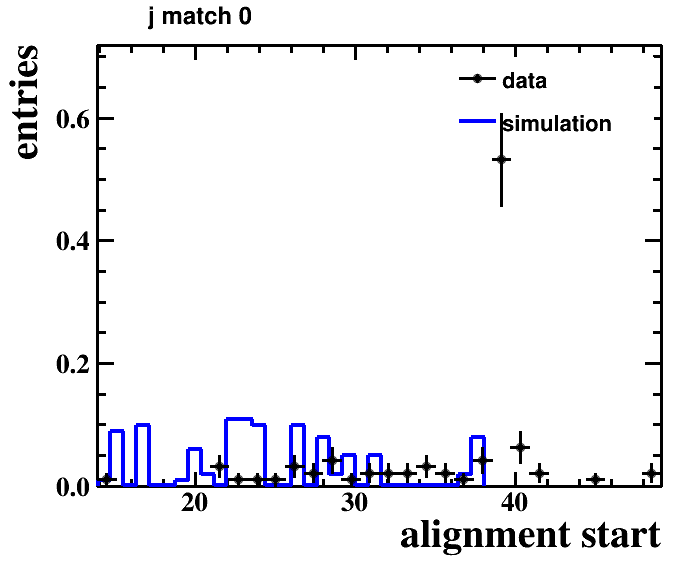 j match 0
entries
data
simulation
0.6
0.4
0.2
0.0
20 30 40
alignment start